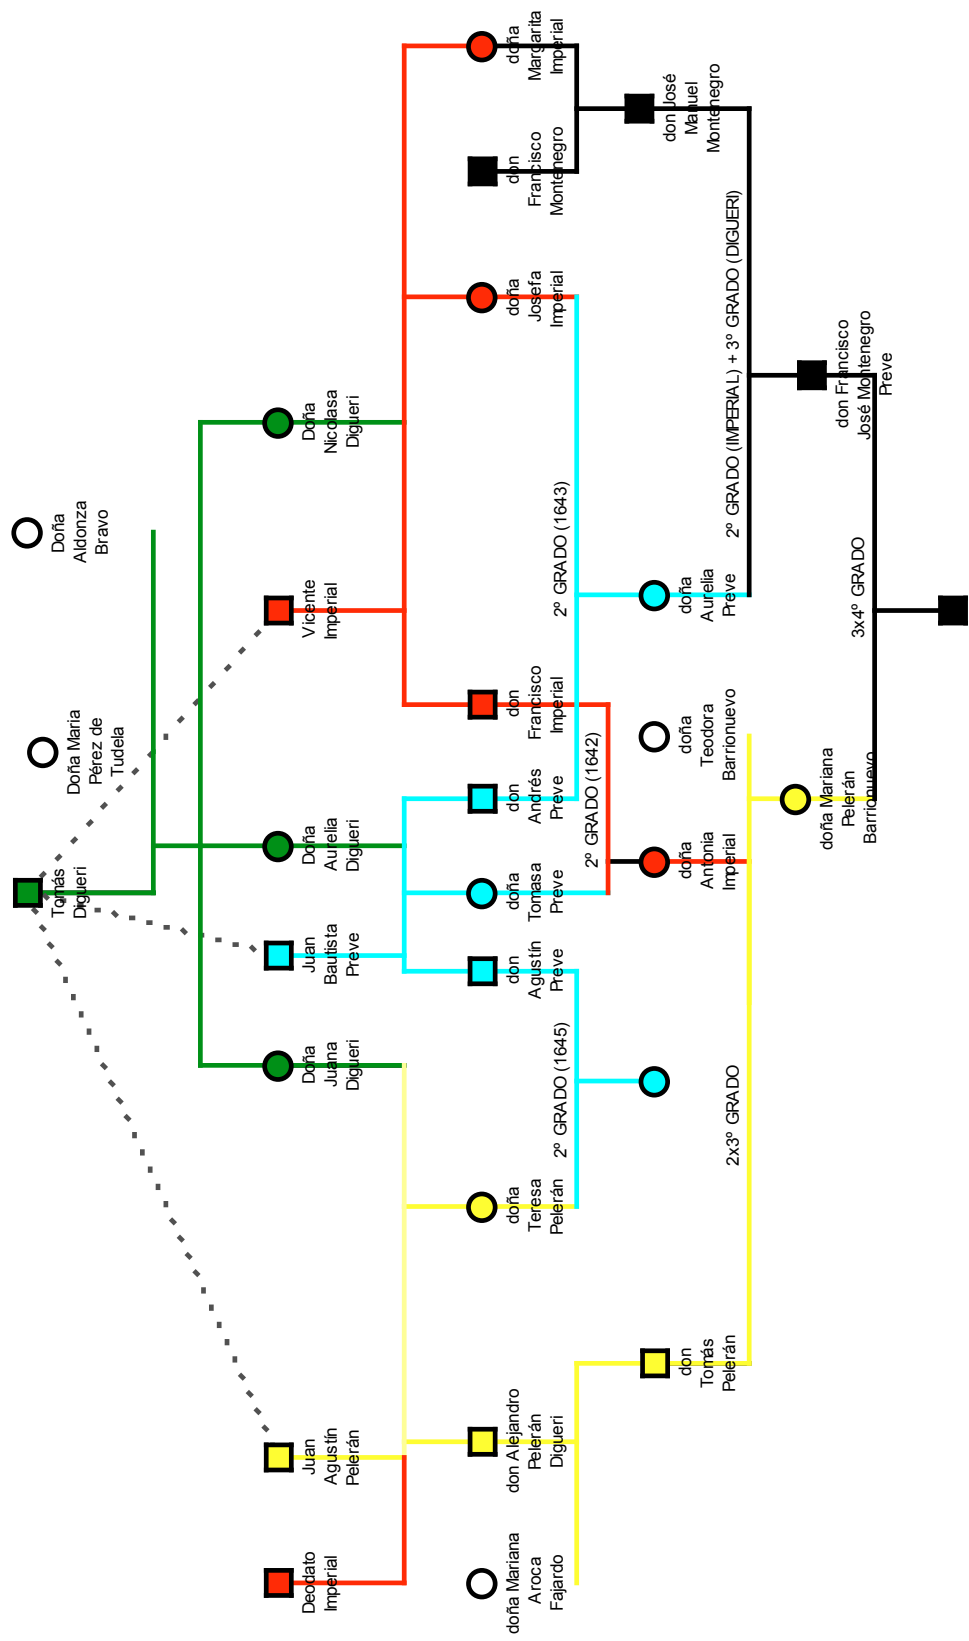 Tomás
Digueri
Doña Maria
Pérez de
Tudela
Doña
Aldonza
Bravo
Deodato
Imperial
Juan
Agustín
Pelerán
Doña
Juana
Digueri
Juan
Bautista
Preve
Doña
Aurelia
Digueri
Vicente
Imperial
Doña
Nicolasa
Digueri
doña Mariana
Aroca
Fajardo
don Alejandro
Pelerán
Digueri
doña
Teresa
Pelerán
don
Agustín
Preve
doña
Tomasa
Preve
don
Andrés
Preve
don
Francisco
Imperial
doña
Josefa
Imperial
don
Francisco
Montenegro
doña
Margarita
Imperial
2º GRADO (1645)
2º GRADO (1642)
2º GRADO (1643)
don
Tomás
Pelerán
doña
Antonia
Imperial
doña
Teodora
Barrionuevo
doña
Aurelia
Preve
don José
Manuel
Montenegro
2x3º GRADO
2º GRADO (IMPERIAL) + 3º GRADO (DIGUERI)
doña Mariana
Pelerán
Barrionuevo
don Francisco
José Montenegro
Preve
3x4º GRADO